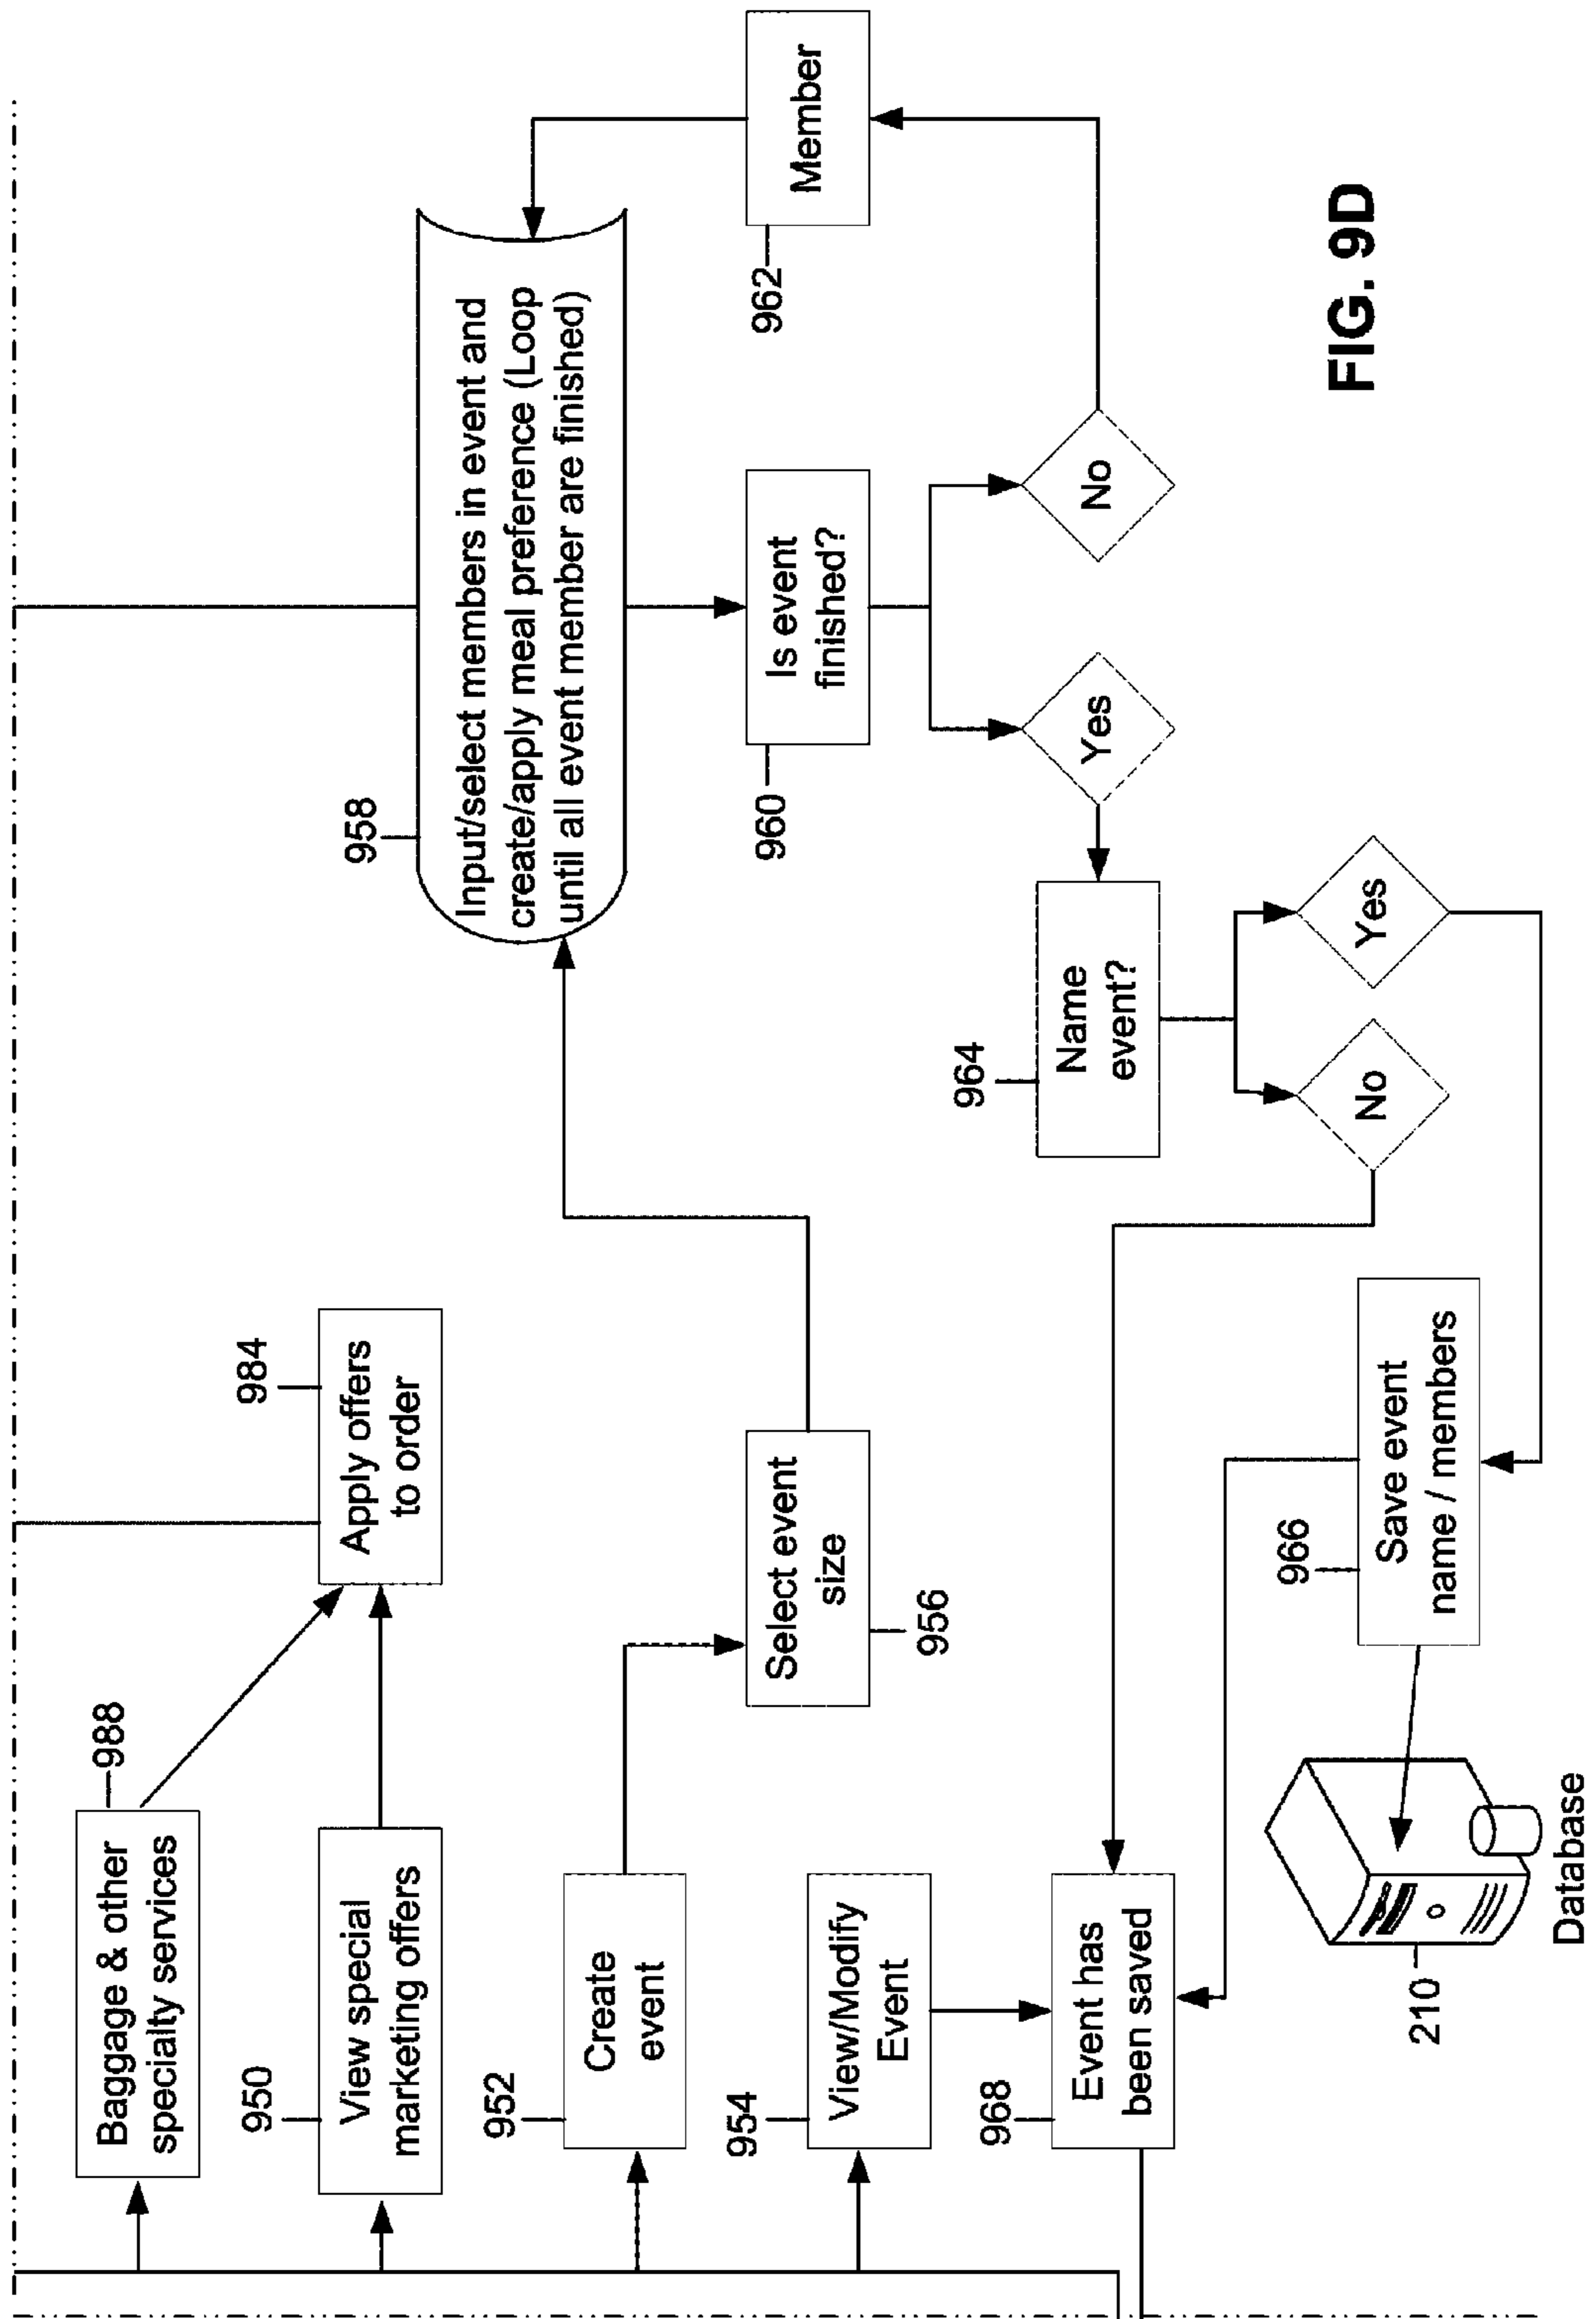 988
Baggage & other
specialty services
950
View special
marketing offers
984
Apply offers
to order
952
Create
event
954
View/Modify
Event
956
Select event
size
958
Input/select members in event and
create/apply meal preference (Loop
until all event member are finished)
960
Is event
finished?
962
Member
Yes
No
964
Name
event?
No
Yes
966
Save event
name / members
968
Event has
been saved
210
Database
FIG. 9D